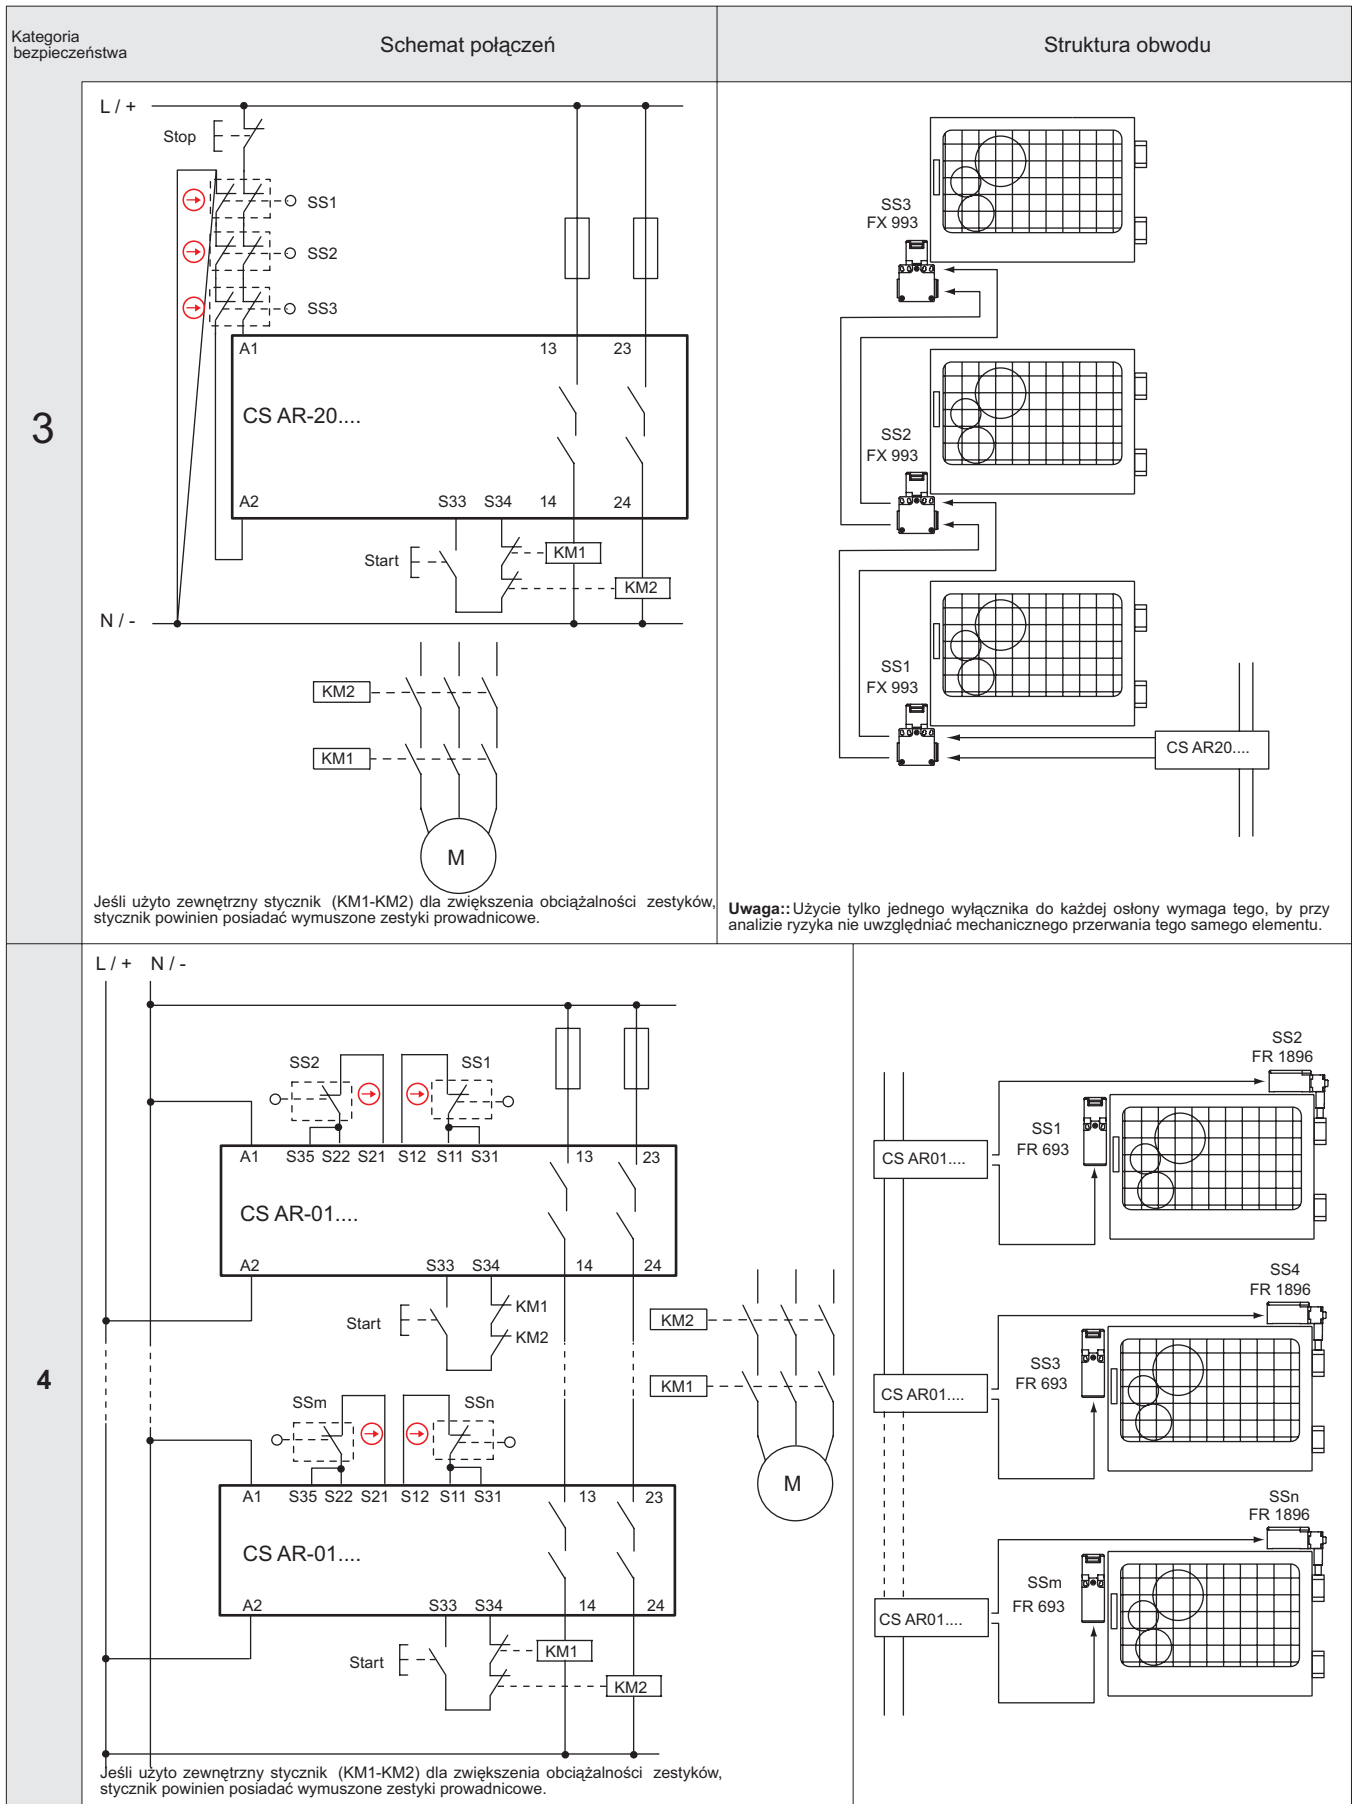 Kategoria
bezpieczeństwa
Schemat połączeń
Struktura obwodu
3
L / +
Stop
SS1
SS2
SS3
A1
13
23
CS AR-20....
A2
S33
S34
14
24
Start
KM1
KM2
N / -
KM2
KM1
M
Jeśli użyto zewnętrzny stycznik (KM1-KM2) dla zwiększenia obciążalności zestyków,
stycznik powinien posiadać wymuszone zestyki prowadnicowe.
SS3
FX 993
SS2
FX 993
SS1
FX 993
CS AR20....
Uwaga:: Użycie tylko jednego wyłącznika do każdej osłony wymaga tego, by przy
analizie ryzyka nie uwzględniać mechanicznego przerwania tego samego elementu.
4
L / + N / -
SS2
SS1
A1 S35 S22 S21 S12 S11 S31 13 23
CS AR-01....
A2 S33 S34 14 24
Start
KM1
KM2
KM2
KM1
M
SSm
SSn
A1 S35 S22 S21 S12 S11 S31 13 23
CS AR-01....
A2 S33 S34 14 24
Start
KM1
KM2
Jeśli użyto zewnętrzny stycznik (KM1-KM2) dla zwiększenia obciążalności zestyków,
stycznik powinien posiadać wymuszone zestyki prowadnicowe.
SS2
FR 1896
SS1
FR 693
CS AR01....
SS4
FR 1896
SS3
FR 693
CS AR01....
SSn
FR 1896
SSm
FR 693
CS AR01....